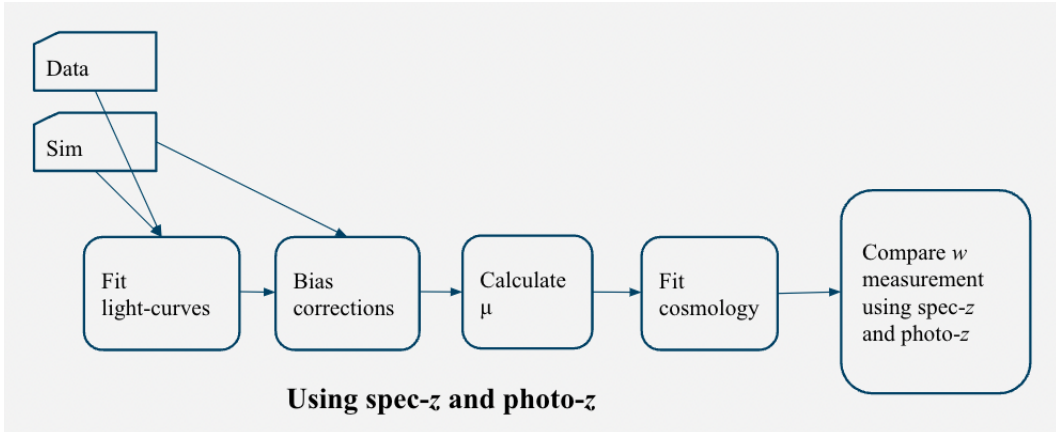 Data
Sim
Fit
light-curves
Bias
corrections
Calculate
μ
Fit
cosmology
Compare w
measurement
using spec-z
and photo-z
Using spec-z and photo-z